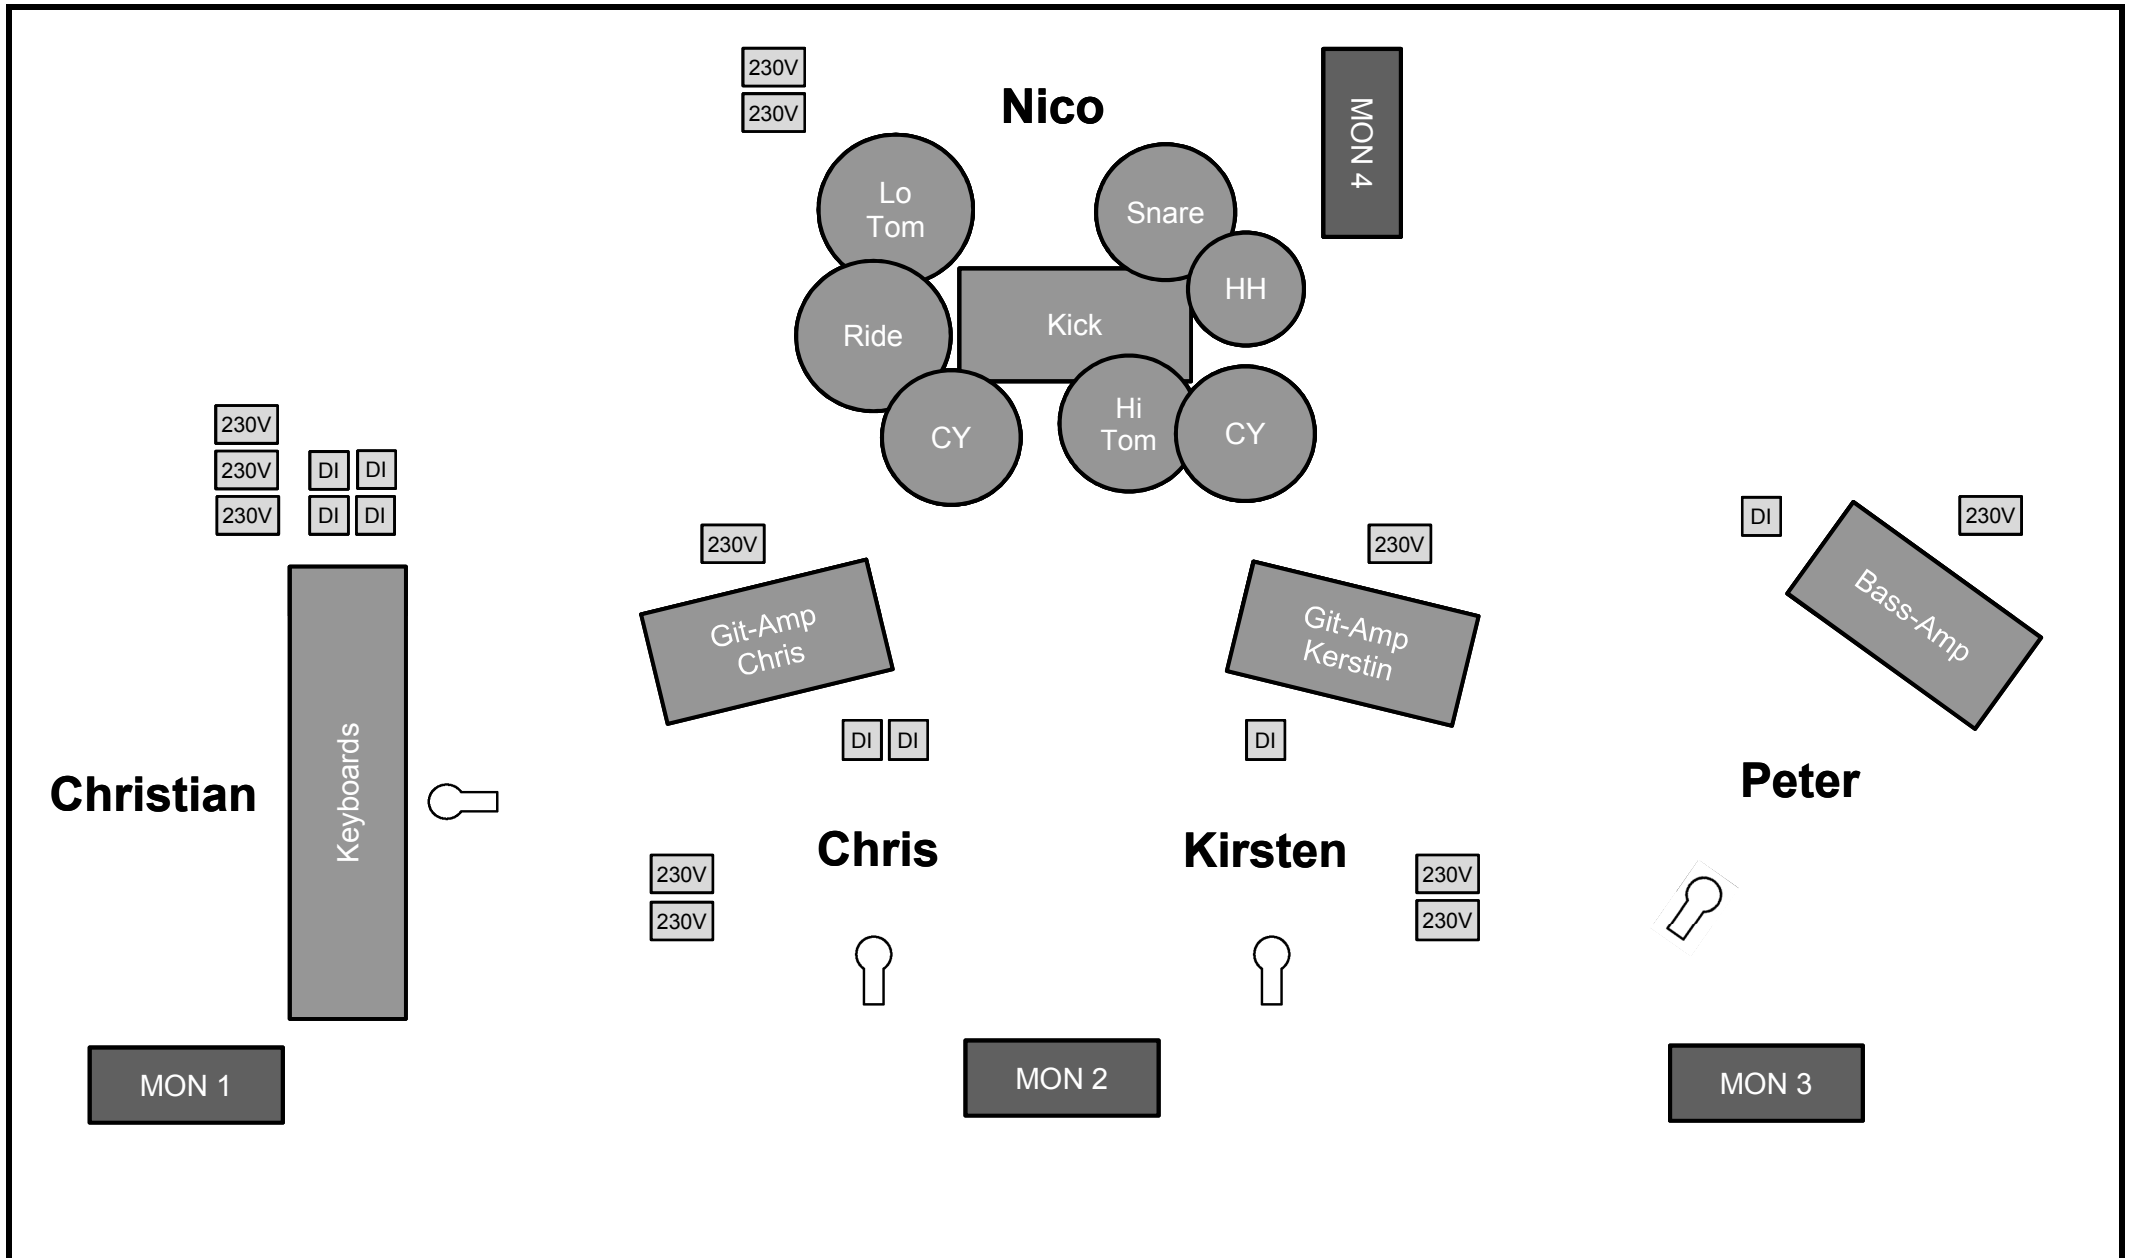 230V
230V
Nico
MON 4
Lo
Tom
Snare
HH
Kick
Ride
Hi
Tom
CY
CY
230V
230V
230V
DI
DI
DI
DI
230V
Git-Amp
Chris
DI
DI
230V
Git-Amp
Kerstin
DI
DI
230V
Bass-Amp
Christian
Keyboards
Chris
Kirsten
Peter
230V
230V
230V
230V
MON 1
MON 2
MON 3